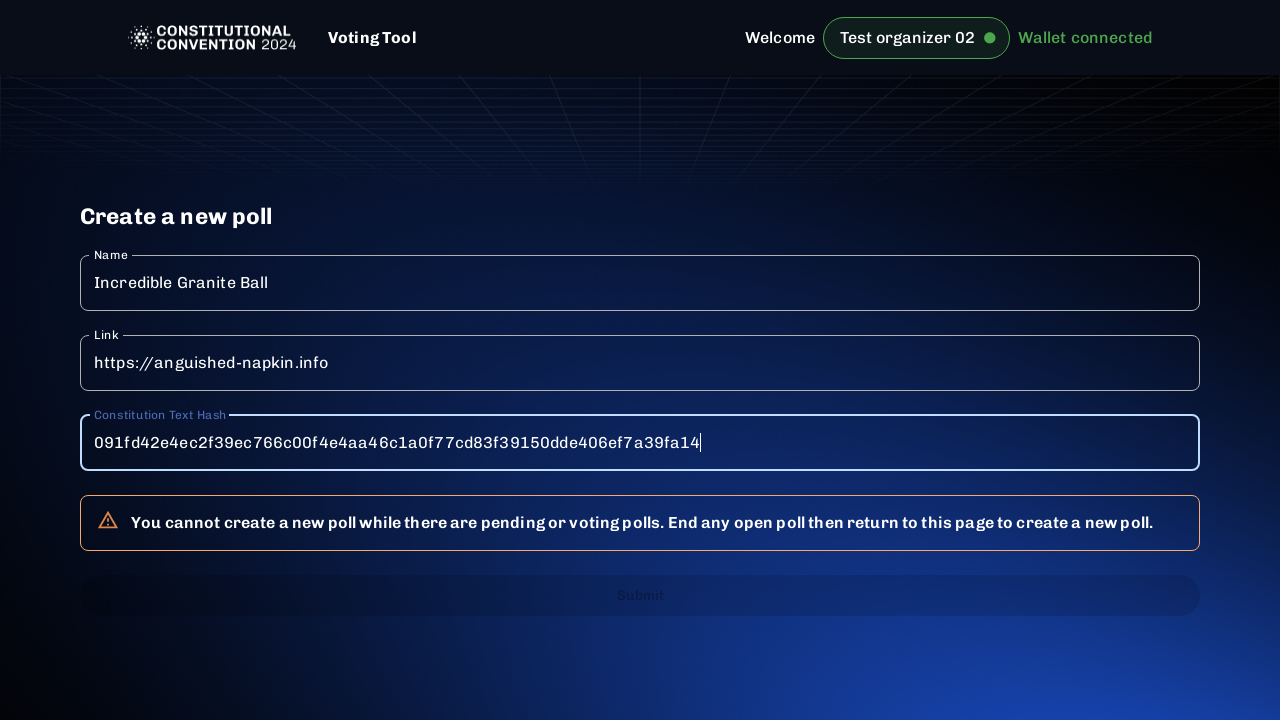 CONSTITUTIONAL
CONVENTION 2024
Voting Tool
Welcome
Test organizer 02
Wallet connected
Create a new poll
Name
Incredible Granite Ball
Link
https://anguished-napkin.info
Constitution Text Hash
091fd42e4ec2f39ec766c00f4e4aa46c1a0f77cd83f39150dde406ef7a39fa14
You cannot create a new poll while there are pending or voting polls. End any open poll then return to this page to create a new poll.
Submit